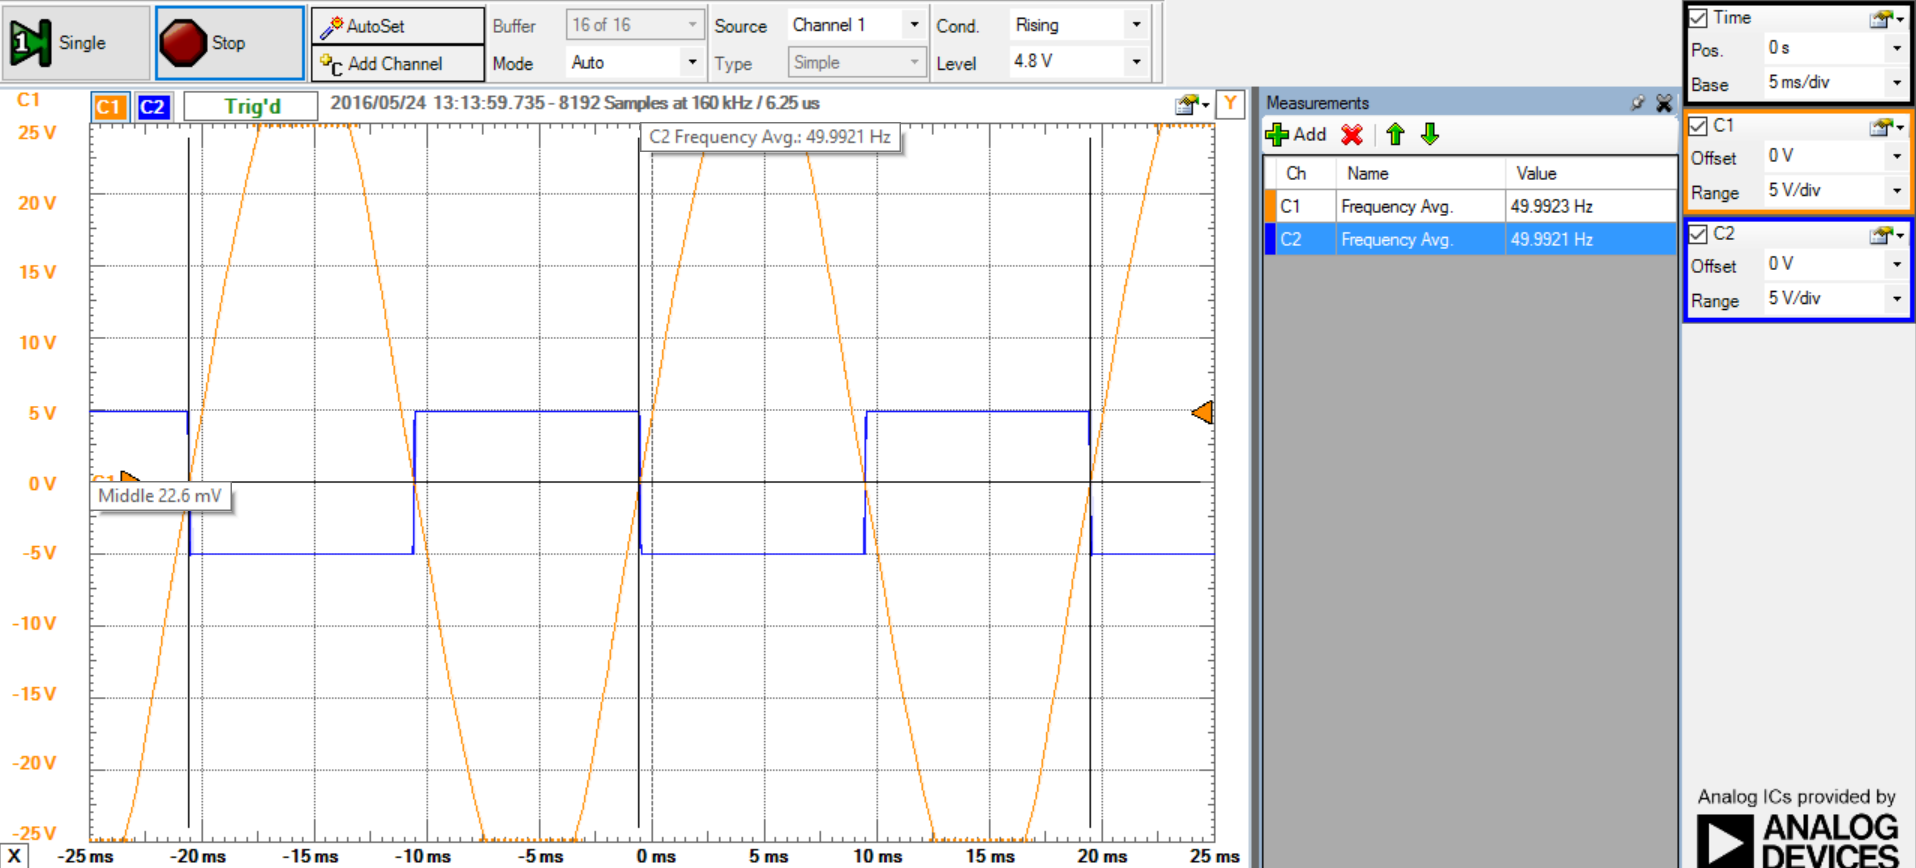 1 Single
Stop
AutoSet
Add Channel
Buffer 16 of 16
Mode Auto
Source Channel 1
Type Simple
Cond. Rising
Level 4.8 V
C1
C1 C2 Trig'd 2016/05/24 13:13:59.735 - 8192 Samples at 160 kHz / 6.25 us Y
C2 Frequency Avg.: 49.9921 Hz
25 V
20 V
15 V
10 V
5 V
0 V
-5 V
-10 V
-15 V
-20 V
-25 V
C1
Middle 22.6 mV
X -25 ms -20 ms -15 ms -10 ms -5 ms 0 ms 5 ms 10 ms 15 ms 20 ms 25 ms
Measurements
Add
Ch Name Value
C1 Frequency Avg. 49.9923 Hz
C2 Frequency Avg. 49.9921 Hz
Time
Pos. 0 s
Base 5 ms/div
C1
Offset 0 V
Range 5 V/div
C2
Offset 0 V
Range 5 V/div
Analog ICs provided by
ANALOG
DEVICES